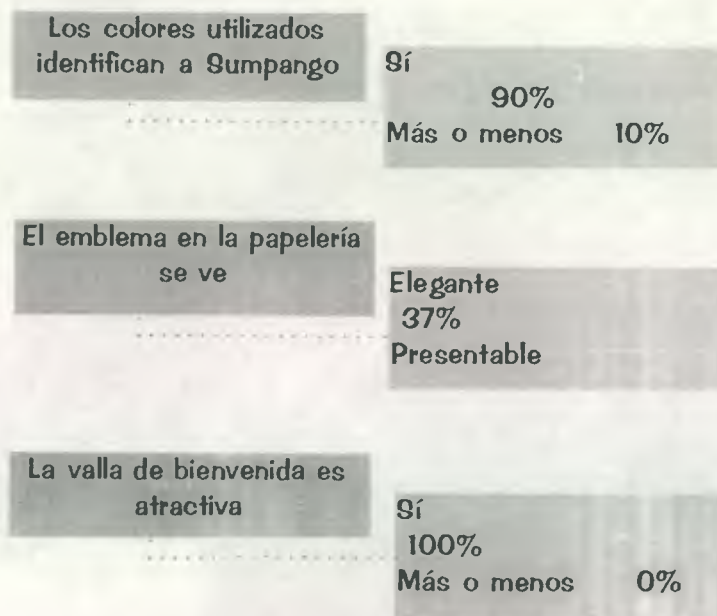 Los colores utilizados
identifican a Sumpango
Sí
90%
Más o menos 10%
El emblema en la papelería
se ve
Elegante
37%
Presentable
La valla de bienvenida es
atractiva
Sí
100%
Más o menos 0%